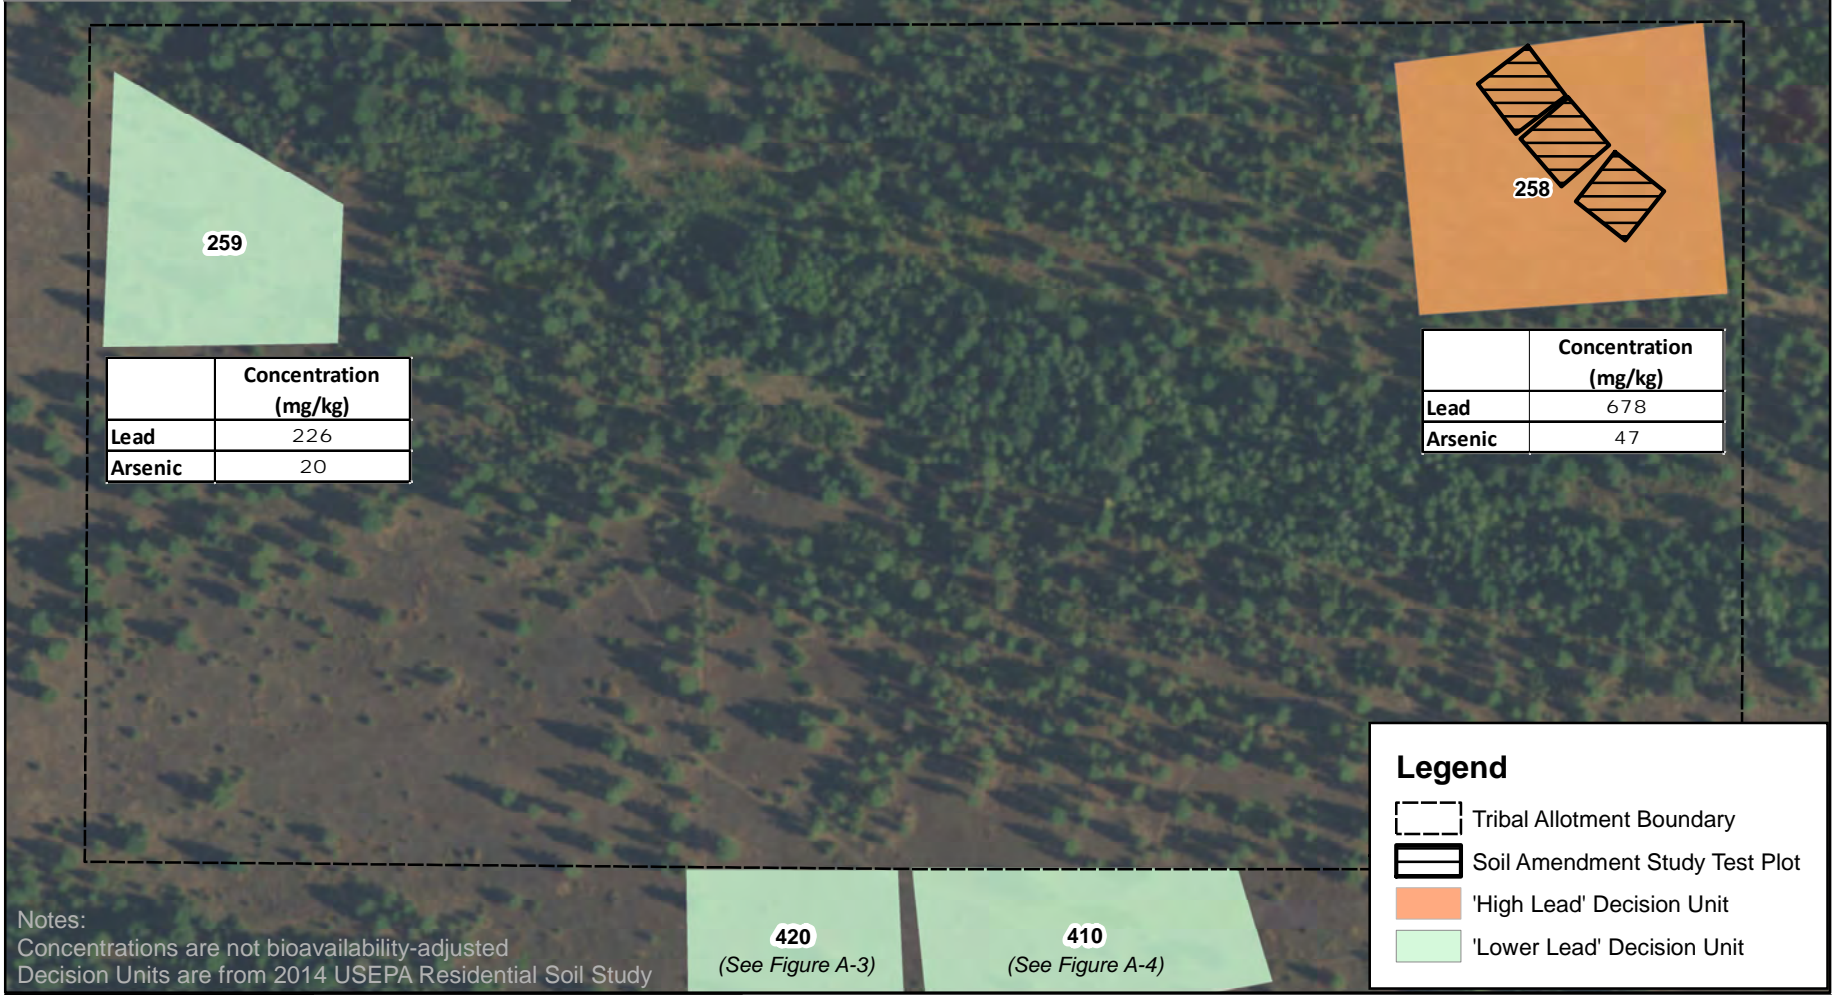 258
259
Concentration
(mg/kg)
Lead 226
Arsenic 20
Concentration
(mg/kg)
Lead 678
Arsenic 47
Legend
Tribal Allotment Boundary
Soil Amendment Study Test Plot
'High Lead' Decision Unit
'Lower Lead' Decision Unit
420
(See Figure A-3)
410
(See Figure A-4)
Notes:
Concentrations are not bioavailability-adjusted
Decision Units are from 2014 USEPA Residential Soil Study